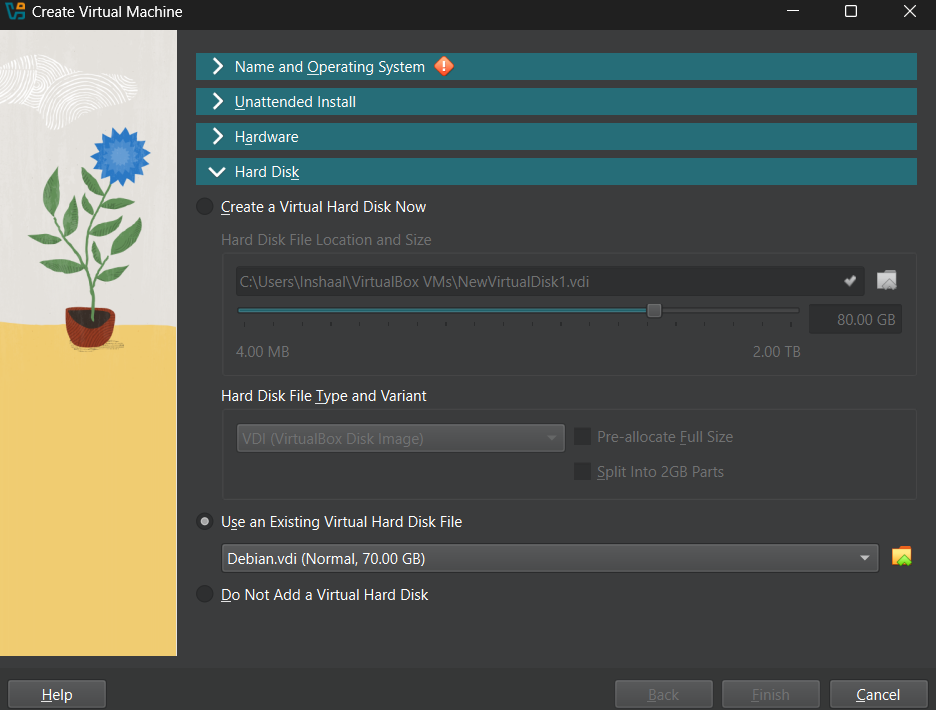 Create Virtual Machine
Name and Operating System
Unattended Install
Hardware
Hard Disk
Create a Virtual Hard Disk Now
Hard Disk File Location and Size
C:\Users\Inshaal\VirtualBox VMs\NewVirtualDisk1.vdi
80.00 GB
4.00 MB 2.00 TB
Hard Disk File Type and Variant
VDI (VirtualBox Disk Image) Pre-allocate Full Size
Split Into 2GB Parts
Use an Existing Virtual Hard Disk File
Debian.vdi (Normal, 70.00 GB)
Do Not Add a Virtual Hard Disk
Help Back Finish Cancel